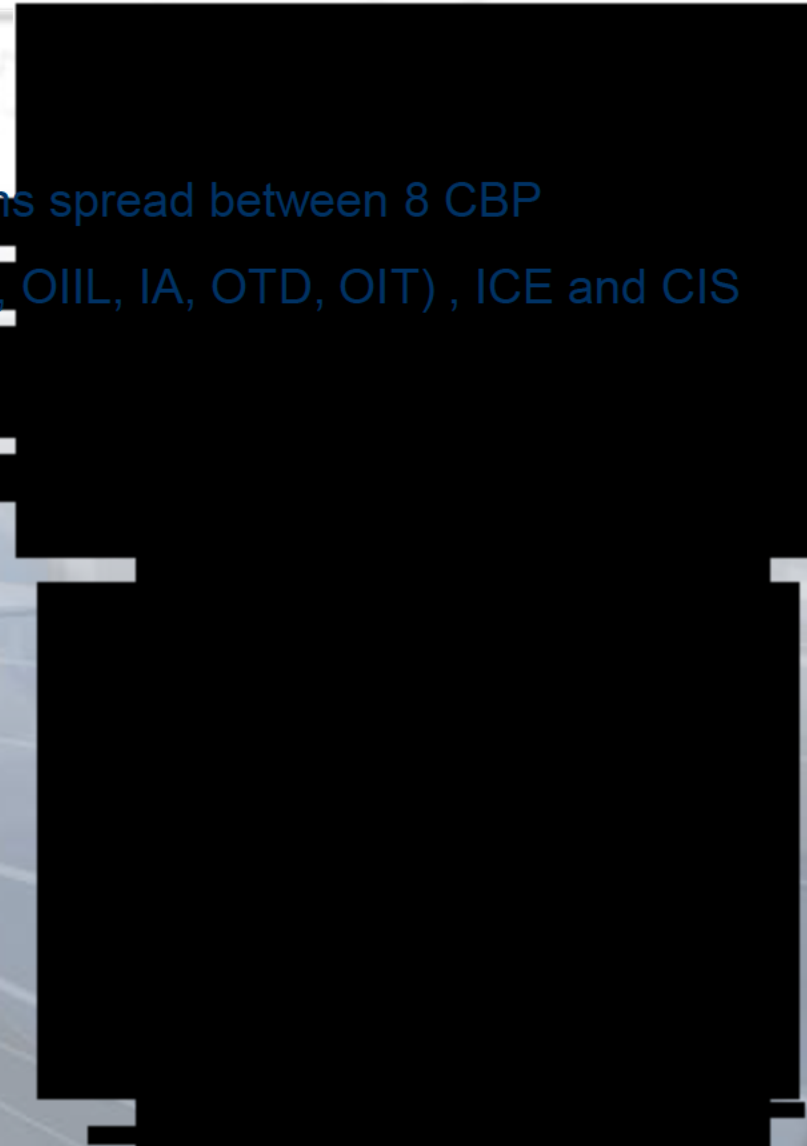 ns spread between 8 CBP
, OIIL, IA, OTD, OIT) , ICE and CIS